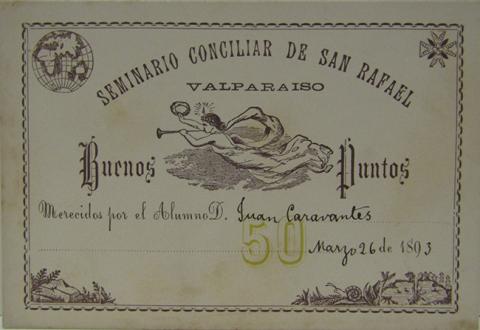 SEMINARIO CONCILIAR DE SAN RAFAEL
VALPARAISO
Buenos Puntos
Merecidos por el Alumno D. Juan Caravantes
50
Marzo 26 de 1893